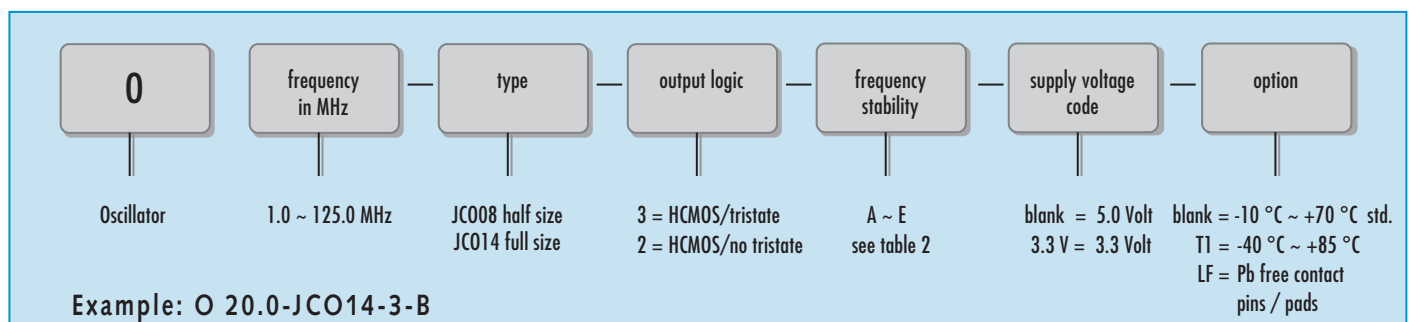 O
frequency
in MHz
—
type
—
output logic
—
frequency
stability
—
supply voltage
code
—
option
Oscillator
1.0 ~ 125.0 MHz
JCO08 half size
JCO14 full size
3 = HCMOS/tristate
2 = HCMOS/no tristate
A ~ E
see table 2
blank = 5.0 Volt
3.3 V = 3.3 Volt
blank = -10 °C ~ +70 °C std.
T1 = -40 °C ~ +85 °C
LF = Pb free contact
pins / pads
Example: O 20.0-JCO14-3-B